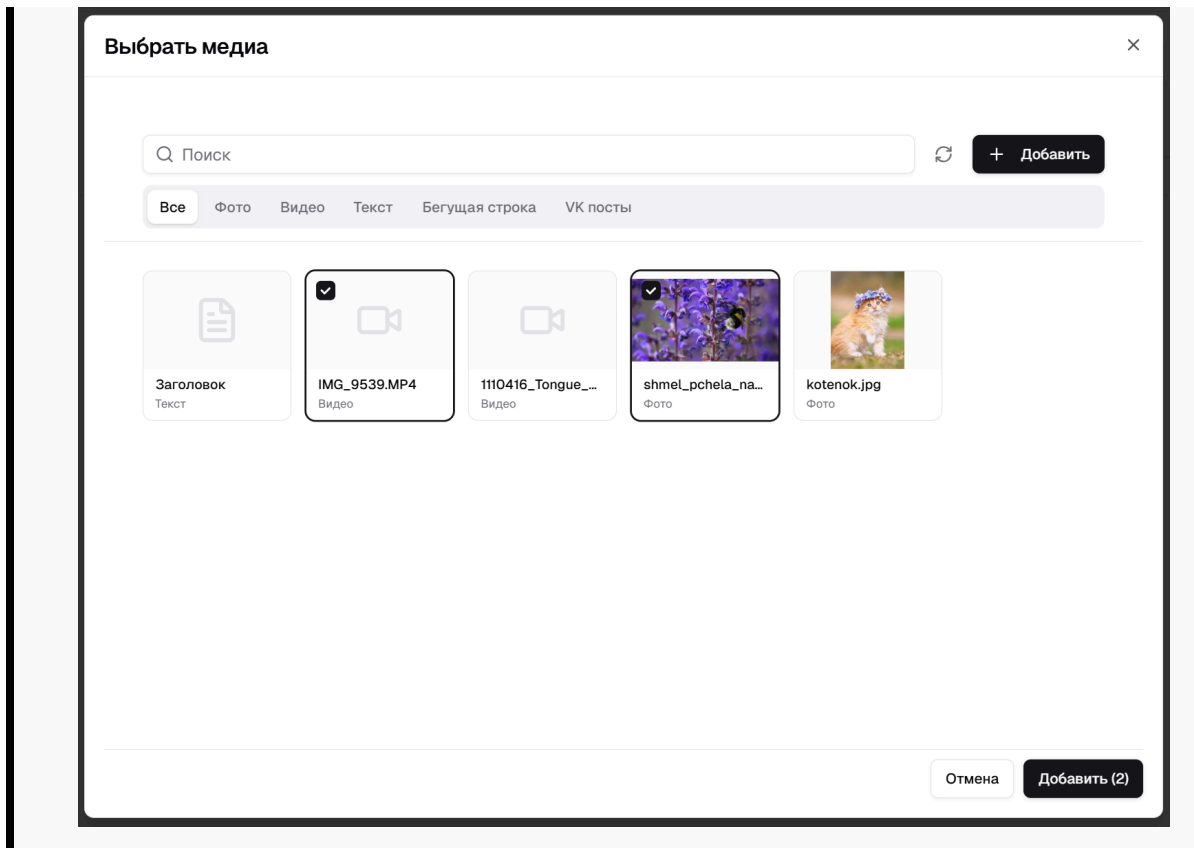 Выбрать медиа
Поиск
Добавить
Все Фото Видео Текст Бегущая строка VK посты
Заголовок
Текст
IMG_9539.MP4
Видео
1110416_Tongue_...
Видео
shmel_pchela_na...
Фото
kotenok.jpg
Фото
Отмена
Добавить (2)